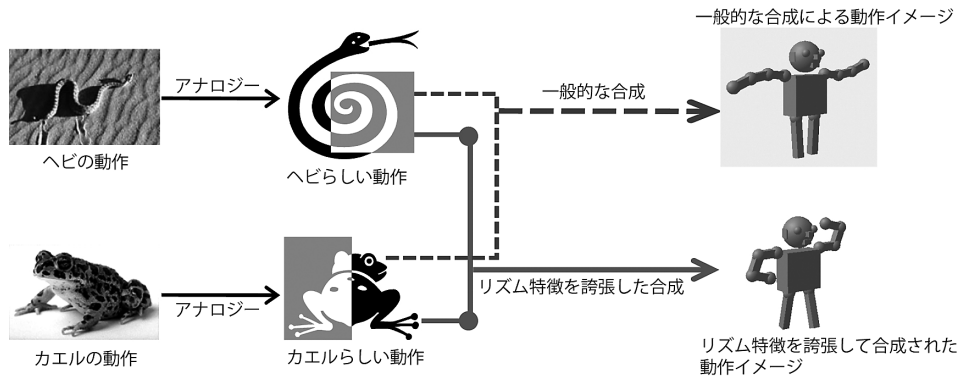 一般的な合成による動作イメージ
アナロジー
一般的な合成
ヘビの動作
ヘビらしい動作
リズム特徴を誇張した合成
アナロジー
カエルの動作
カエルらしい動作
リズム特徴を誇張して合成された
動作イメージ